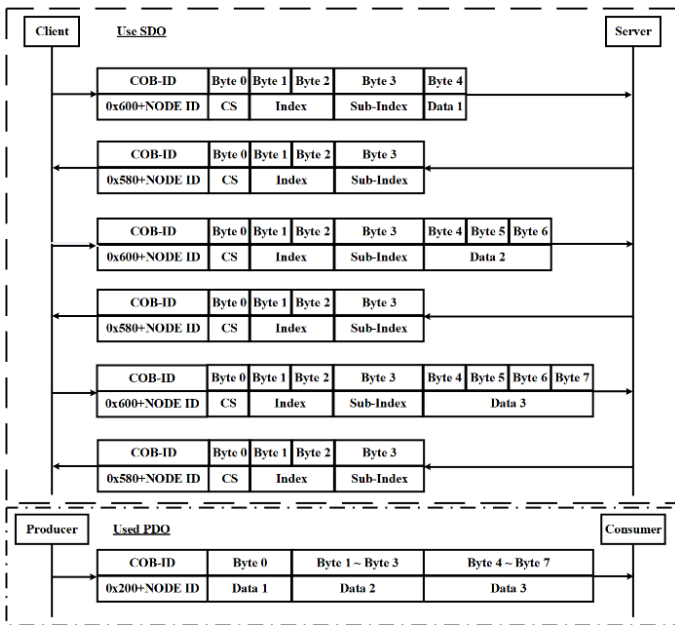 Client Use SDO Server
COB-ID Byte 0 Byte 1 Byte 2 Byte 3 Byte 4
0x600+NODE ID CS Index Sub-Index Data 1
COB-ID Byte 0 Byte 1 Byte 2 Byte 3
0x580+NODE ID CS Index Sub-Index
COB-ID Byte 0 Byte 1 Byte 2 Byte 3 Byte 4 Byte 5 Byte 6
0x600+NODE ID CS Index Sub-Index Data 2
COB-ID Byte 0 Byte 1 Byte 2 Byte 3
0x580+NODE ID CS Index Sub-Index
COB-ID Byte 0 Byte 1 Byte 2 Byte 3 Byte 4 Byte 5 Byte 6 Byte 7
0x600+NODE ID CS Index Sub-Index Data 3
COB-ID Byte 0 Byte 1 Byte 2 Byte 3
0x580+NODE ID CS Index Sub-Index
Producer Used PDO Consumer
COB-ID Byte 0 Byte 1 ~ Byte 3 Byte 4 ~ Byte 7
0x200+NODE ID Data 1 Data 2 Data 3